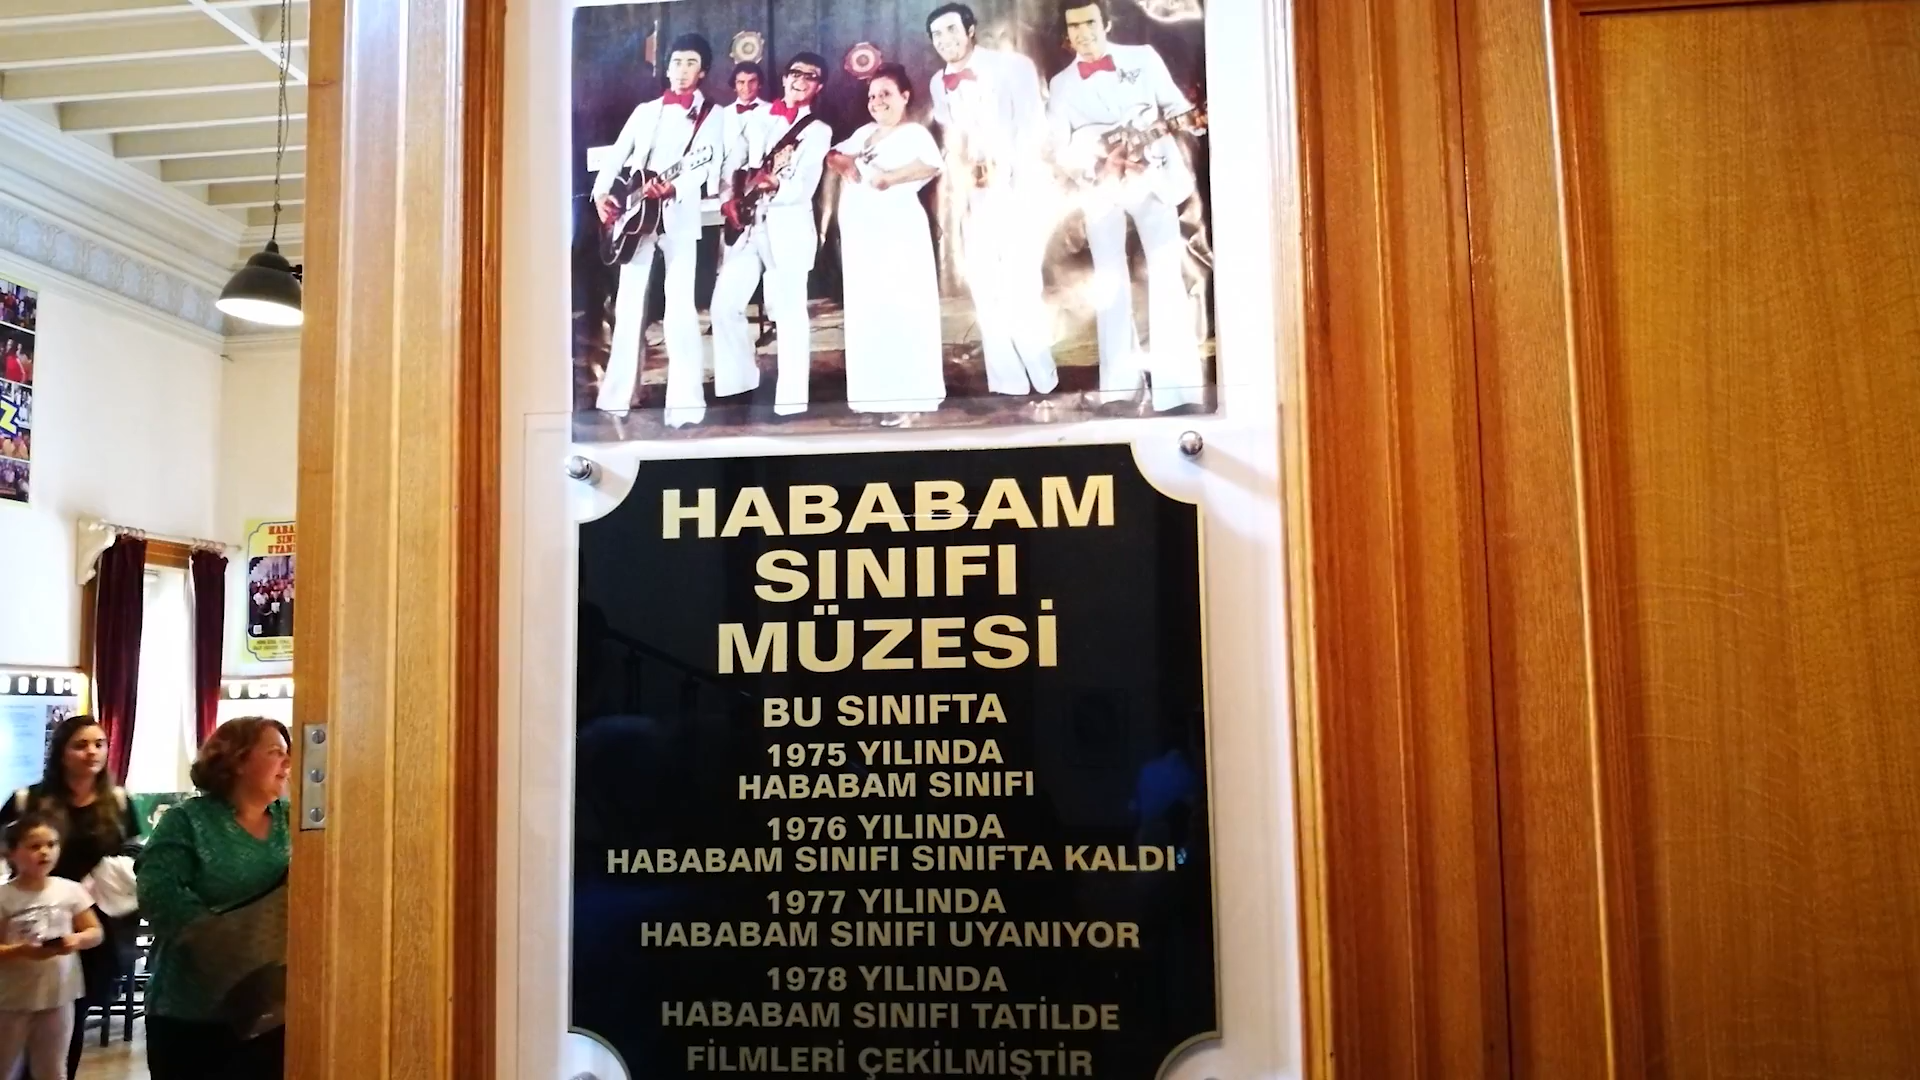 HABABAM
SINIFI
MÜZESİ
BU SINIFTA
1975 YILINDA
HABABAM SINIFI
1976 YILINDA
HABABAM SINIFI SINIFTA KALDI
1977 YILINDA
HABABAM SINIFI UYANIYOR
1978 YILINDA
HABABAM SINIFI TATİLDE
FİLMLERİ ÇEKİLMİŞTİR